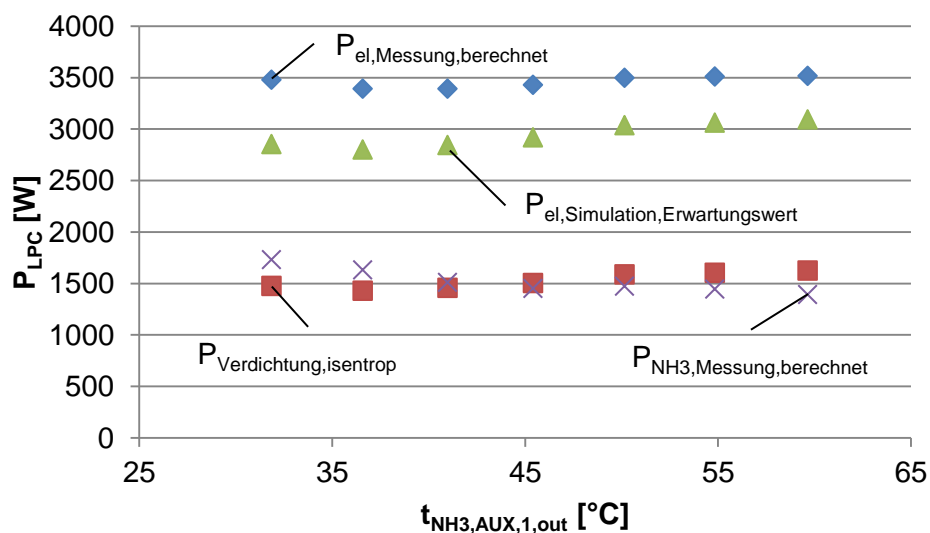 4000
3500
3000
2500
2000
1500
1000
500
0
P_LPC [W]
P_el,Messung,berechnet
P_el,Simulation,Erwartungswert
P_Verdichtung,isentrop
P_NH3,Messung,berechnet
25 35 45 55 65
t_NH3,AUX,1,out [°C]